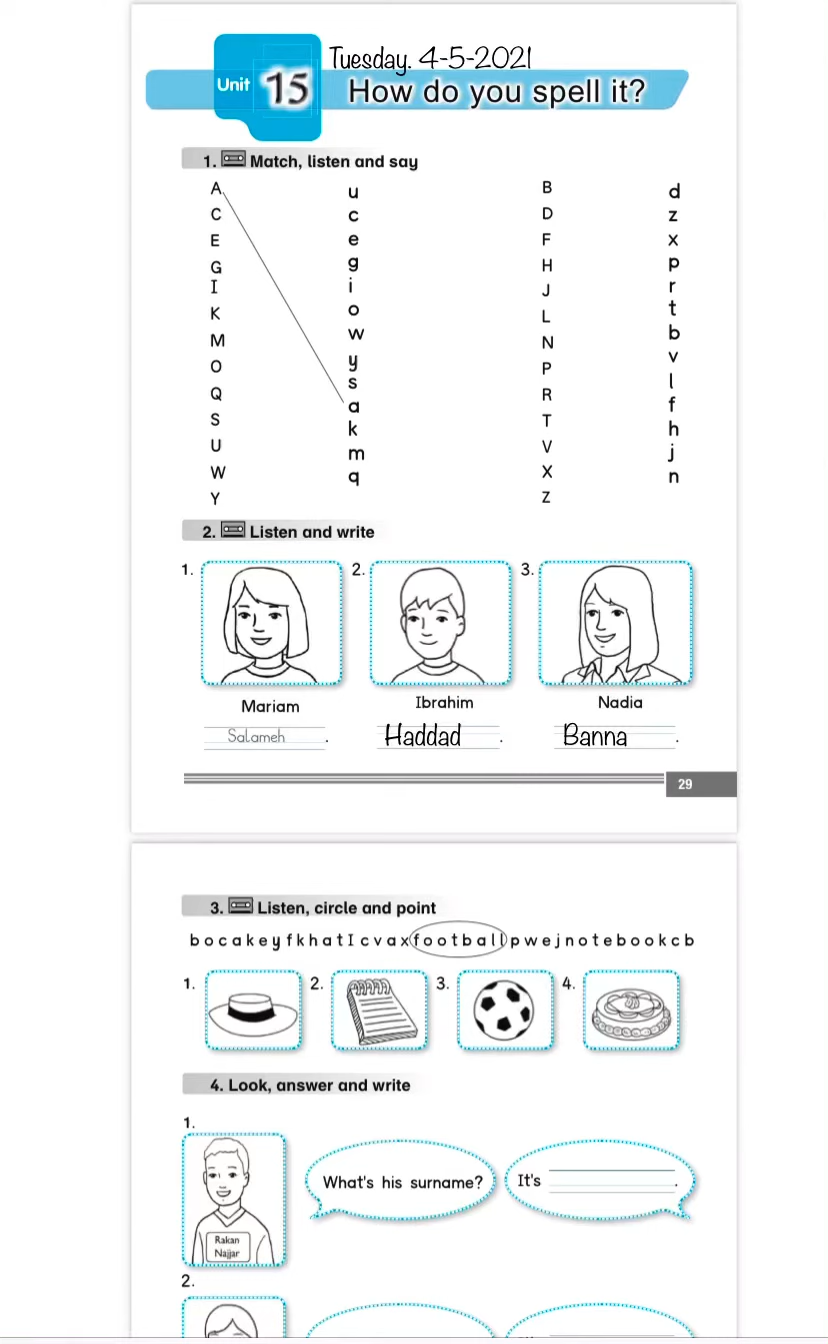 Tuesday. 4-5-2021
Unit 15 How do you spell it?
1. Match, listen and say
A u B d
C c D z
E e F x
G g H p
I i J r
K o L t
M w N b
O y P v
Q s R l
S a T f
U k V h
W m X j
Y q Z n
2. Listen and write
1. 2. 3.
Mariam Ibrahim Nadia
Salameh . Haddad . Banna .
29
3. Listen, circle and point
b o c a k e y f k h a t I c v a x f o o t b a l l p w e j n o t e b o o k c b
1. 2. 3. 4.
4. Look, answer and write
1.
What's his surname? It's .
Rakan
Najjar
2.